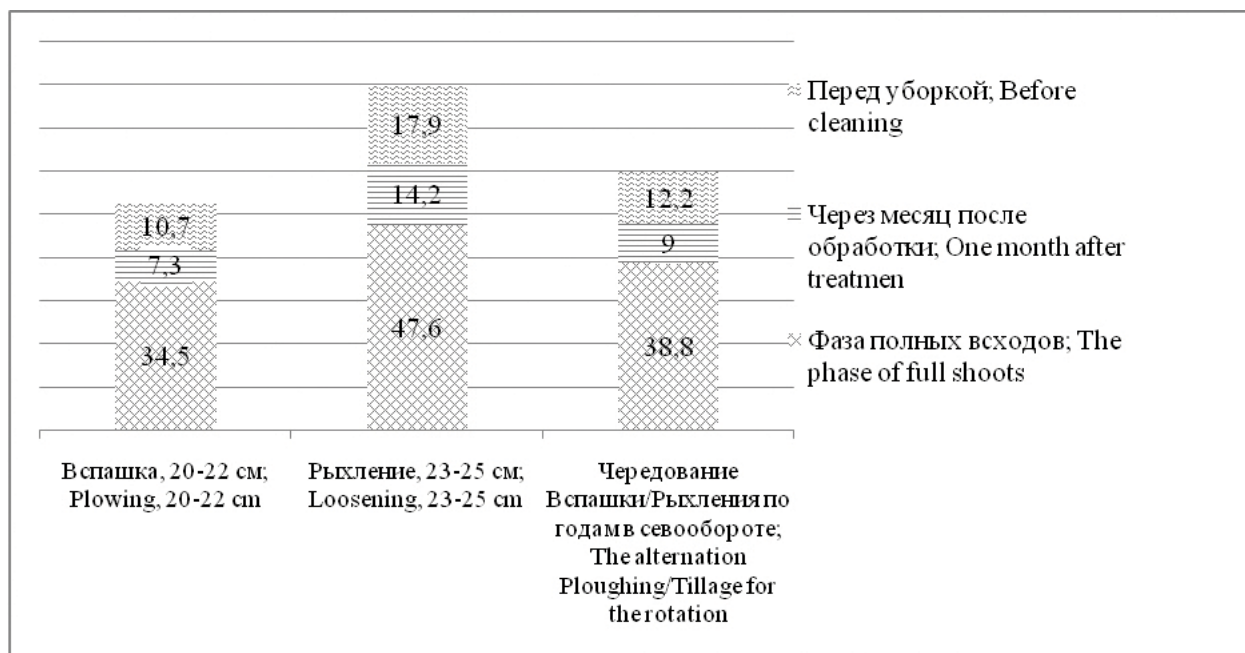 17,9
14,2
47,6
10,7
7,3
34,5
12,2
9
38,8
Перед уборкой; Before
cleaning
Через месяц после
обработки; One month after
treatmen
Фаза полных всходов; The
phase of full shoots
Вспашка, 20-22 см;
Plowing, 20-22 cm
Рыхление, 23-25 см;
Loosening, 23-25 cm
Чередование
Вспашки/Рыхления по
годам в севообороте;
The alternation
Ploughing/Tillage for
the rotation